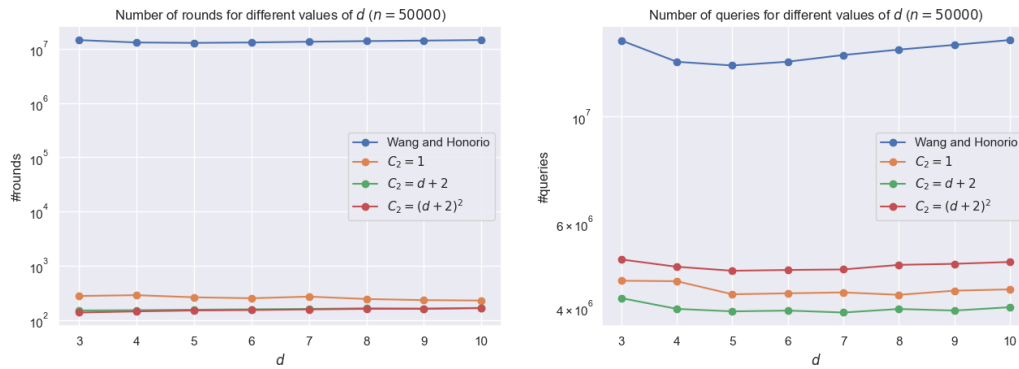 Number of rounds for different values of d (n = 50000)
#rounds
10^7
10^6
10^5
10^4
10^3
10^2
Wang and Honorio
C_2 = 1
C_2 = d + 2
C_2 = (d + 2)^2
3 4 5 6 7 8 9 10
d
Number of queries for different values of d (n = 50000)
#queries
10^7
6 × 10^6
4 × 10^6
Wang and Honorio
C_2 = 1
C_2 = d + 2
C_2 = (d + 2)^2
3 4 5 6 7 8 9 10
d